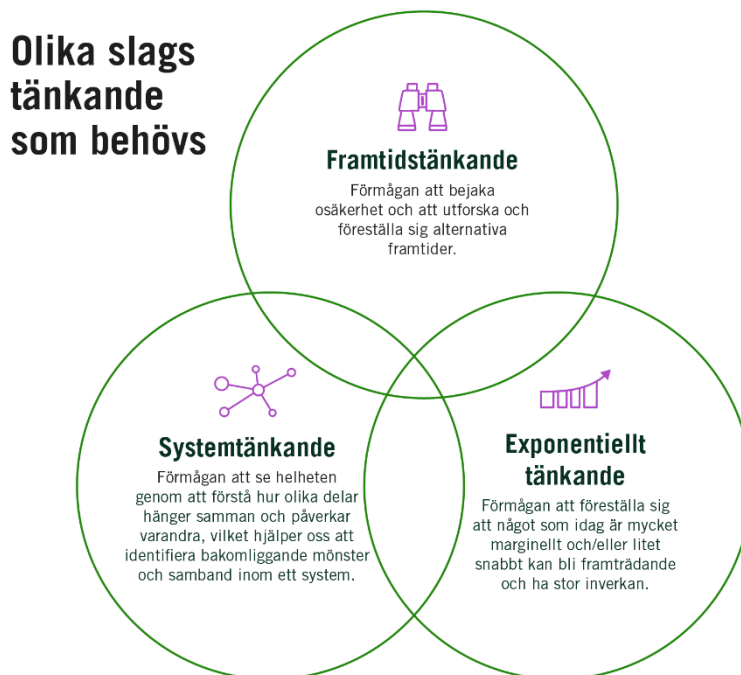 Olika slags
tänkande
som behövs
Framtidstänkande
Förmågan att bejaka
osäkerhet och att utforska och
föreställa sig alternativa
framtider.
Systemtänkande
Förmågan att se helheten
genom att förstå hur olika delar
hänger samman och påverkar
varandra, vilket hjälper oss att
identifiera bakomliggande mönster
och samband inom ett system.
Exponentiellt
tänkande
Förmågan att föreställa sig
att något som idag är mycket
marginellt och/eller litet
snabbt kan bli framträdande
och ha stor inverkan.